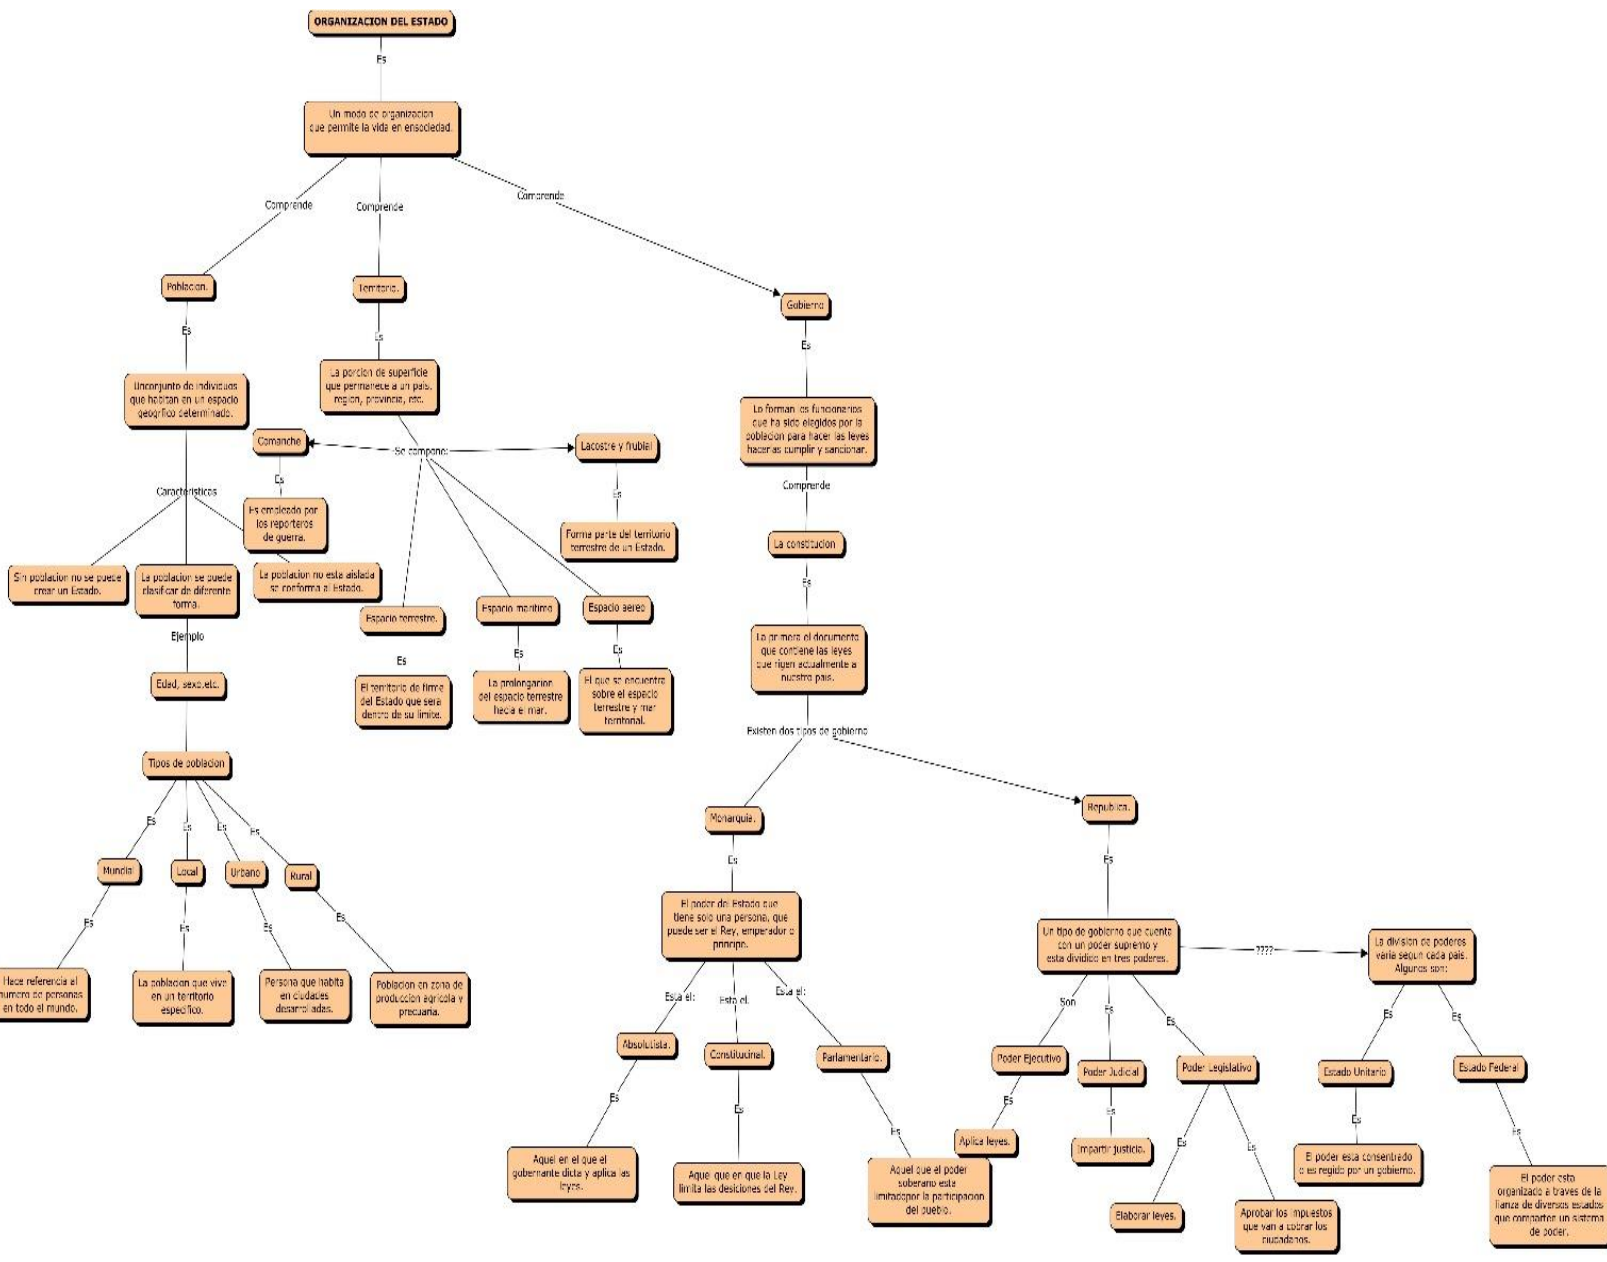 ORGANIZACION DEL ESTADO
Es
Un modo de organizacion
que permite la vida en ensociedad.
Comprende
Comprende
Comprende
Poblacion.
Territorio.
Gobierno
Es
Es
Es
Unconjunto de individuos
que habitan en un espacio
geogrfico determinado.
La porcion de superficie
que permanece a un pais,
region, provincia, etc.
Lo forman los funcionarios
que ha sido elegidos por la
poblacion para hacer las leyes
hacerlas cumplir y sancionar.
Caracteristicas
Se compone:
Comprende
Comanche
Lacostre y frubial
Es
Es
Es empleado por
los reporteros
de guerra.
Forma parte del territorio
terrestre de un Estado.
La constitucion
Es
Sin poblacion no se puede
crear un Estado.
La poblacion se puede
clasificar de diferente
forma.
La poblacion no esta aislada
se conforma al Estado.
Espacio terrestre.
Espacio maritimo
Espacio aereo
Ejemplo
Es
Es
Es
Edad, sexo,etc.
El territorio de firme
del Estado que sera
dentro de su limite.
La prolongacion
del espacio terrestre
hacia el mar.
El que se encuentra
sobre el espacio
terrestre y mar
territorial.
La primera el documento
que contiene las leyes
que rigen actualmente a
nuestro pais.
Existen dos tipos de gobierno
Tipos de poblacion
Es
Es
Es
Es
Mundial
Local
Urbano
Rural
Es
Es
Es
Es
Hace referencia al
numero de personas
en todo el mundo.
La poblacion que vive
en un territorio
especifico.
Persona que habita
en ciudades
desarrolladas.
Poblacion en zona de
produccion agricola y
precuaria.
Monarquia.
Republica.
Es
Es
El poder del Estado que
tiene solo una persona, que
puede ser el Rey, emperador o
principe.
Un tipo de gobierno que cuenta
con un poder supremo y
esta dividido en tres poderes.
????
La division de poderes
varia segun cada pais.
Algunos son:
Esta el:
Esta el.
Esta el:
Son
Es
Es
Es
Es
Absolutista.
Constitucinal.
Parlamentario.
Poder Ejecutivo
Poder Judicial
Poder Legislativo
Estado Unitario
Estado Federal
Es
Es
Es
Es
Es
Es
Es
Es
Es
Aquel en el que el
gobernante dicta y aplica las
leyes.
Aquel que en que la Ley
limita las desiciones del Rey.
Aquel que el poder
soberano esta
limitadopor la participacion
del pueblo.
Aplica leyes.
Impartir justicia.
Elaborar leyes.
Aprobar los impuestos
que van a cobrar los
ciudadanos.
El poder esta consentrado
o es regido por un gobierno.
El poder esta
organizado a traves de la
lianza de diversos estados
que comparten un sistema
de poder.